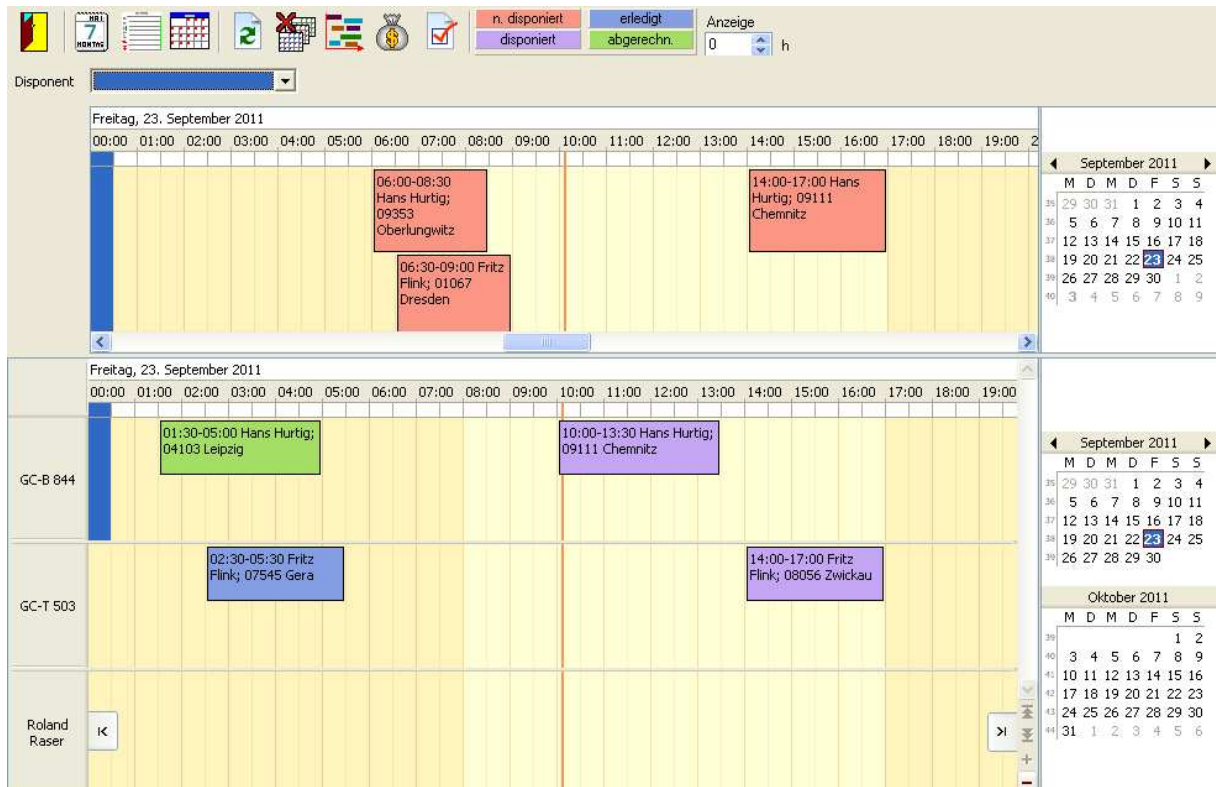 MRI
7
MONTAG
n. disponiert
erledigt
Anzeige
disponiert
abgerechn.
0
h
Disponent
Freitag, 23. September 2011
00:00 01:00 02:00 03:00 04:00 05:00 06:00 07:00 08:00 09:00 10:00 11:00 12:00 13:00 14:00 15:00 16:00 17:00 18:00 19:00 2
06:00-08:30
Hans Hurtig;
09353
Oberlungwitz
14:00-17:00 Hans
Hurtig; 09111
Chemnitz
06:30-09:00 Fritz
Flink; 01067
Dresden
September 2011
M D M D F S S
35 29 30 31 1 2 3 4
36 5 6 7 8 9 10 11
37 12 13 14 15 16 17 18
38 19 20 21 22 23 24 25
39 26 27 28 29 30 1 2
40 3 4 5 6 7 8 9
Freitag, 23. September 2011
00:00 01:00 02:00 03:00 04:00 05:00 06:00 07:00 08:00 09:00 10:00 11:00 12:00 13:00 14:00 15:00 16:00 17:00 18:00 19:00
GC-B 844
01:30-05:00 Hans Hurtig;
04103 Leipzig
10:00-13:30 Hans Hurtig;
09111 Chemnitz
GC-T 503
02:30-05:30 Fritz
Flink; 07545 Gera
14:00-17:00 Fritz
Flink; 08056 Zwickau
Roland
Raser
September 2011
M D M D F S S
35 29 30 31 1 2 3 4
36 5 6 7 8 9 10 11
37 12 13 14 15 16 17 18
38 19 20 21 22 23 24 25
39 26 27 28 29 30
Oktober 2011
M D M D F S S
39 1 2
40 3 4 5 6 7 8 9
41 10 11 12 13 14 15 16
42 17 18 19 20 21 22 23
43 24 25 26 27 28 29 30
44 31 1 2 3 4 5 6